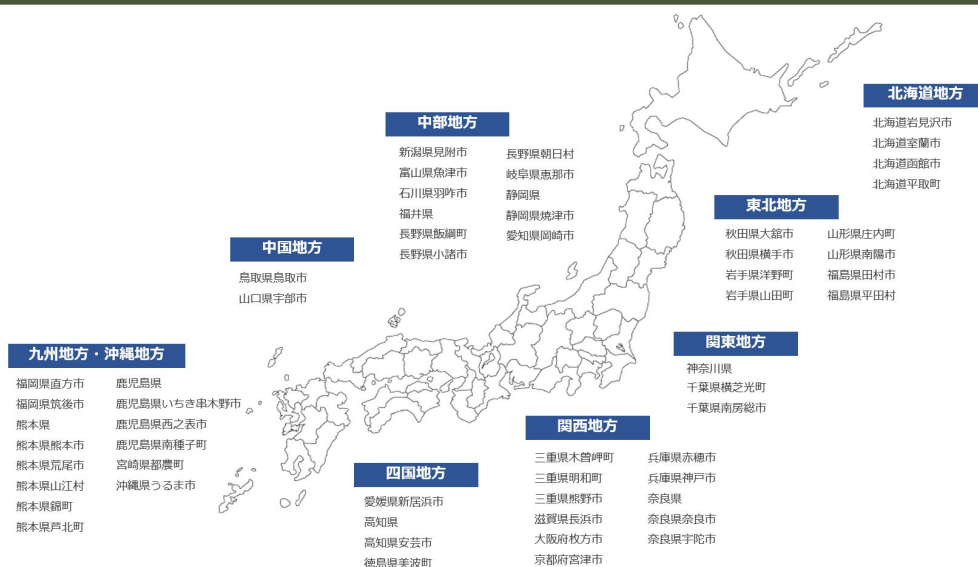 北海道地方
北海道岩見沢市
北海道室蘭市
北海道函館市
北海道平取町
中部地方
新潟県見附市
富山県魚津市
石川県羽咋市
福井県
長野県飯綱町
長野県小諸市
長野県朝日村
岐阜県恵那市
静岡県
静岡県焼津市
愛知県岡崎市
東北地方
秋田県大舘市
秋田県横手市
岩手県洋野町
岩手県山田町
山形県庄内町
山形県南陽市
福島県田村市
福島県平田村
中国地方
鳥取県鳥取市
山口県宇部市
関東地方
神奈川県
千葉県横芝光町
千葉県南房総市
九州地方・沖縄地方
福岡県直方市
福岡県筑後市
熊本県
熊本県熊本市
熊本県荒尾市
熊本県山江村
熊本県錦町
熊本県芦北町
鹿児島県
鹿児島県いちき串木野市
鹿児島県西之表市
鹿児島県南種子町
宮崎県都農町
沖縄県うるま市
関西地方
三重県木曽岬町
三重県明和町
三重県熊野市
滋賀県長浜市
大阪府枚方市
京都府宮津市
兵庫県赤穂市
兵庫県神戸市
奈良県
奈良県奈良市
奈良県宇陀市
四国地方
愛媛県新居浜市
高知県
高知県安芸市
徳島県美波町